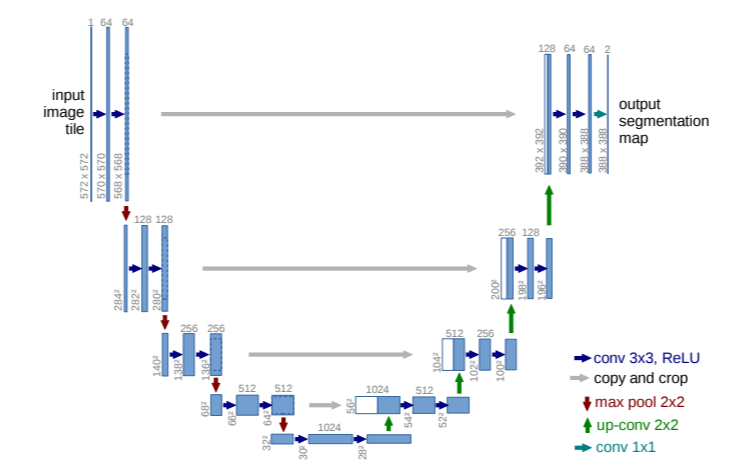 1 64 64
input
image
tile
572 x 572
570 x 570
568 x 568
128 64 64 2
output
segmentation
map
392 x 392
390 x 390
388 x 388
388 x 388
128 128
284²
282²
280²
256 128
200²
198²
196²
256 256
140²
138²
136²
512 256
104²
102²
100²
512 512
68²
66²
64²
1024 512
56²
54²
52²
1024
32²
30²
28²
conv 3x3, ReLU
copy and crop
max pool 2x2
up-conv 2x2
conv 1x1